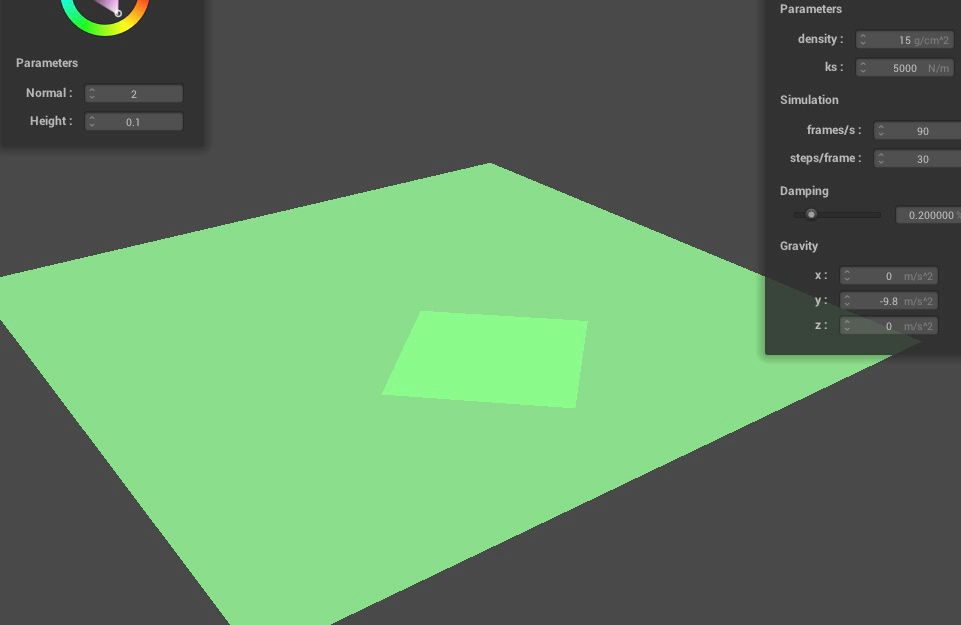 Parameters
Normal : 2
Height : 0.1
Parameters
density : 15 g/cm^2
ks : 5000 N/m
Simulation
frames/s : 90
steps/frame : 30
Damping
0.200000 %
Gravity
x : 0 m/s^2
y : -9.8 m/s^2
z : 0 m/s^2